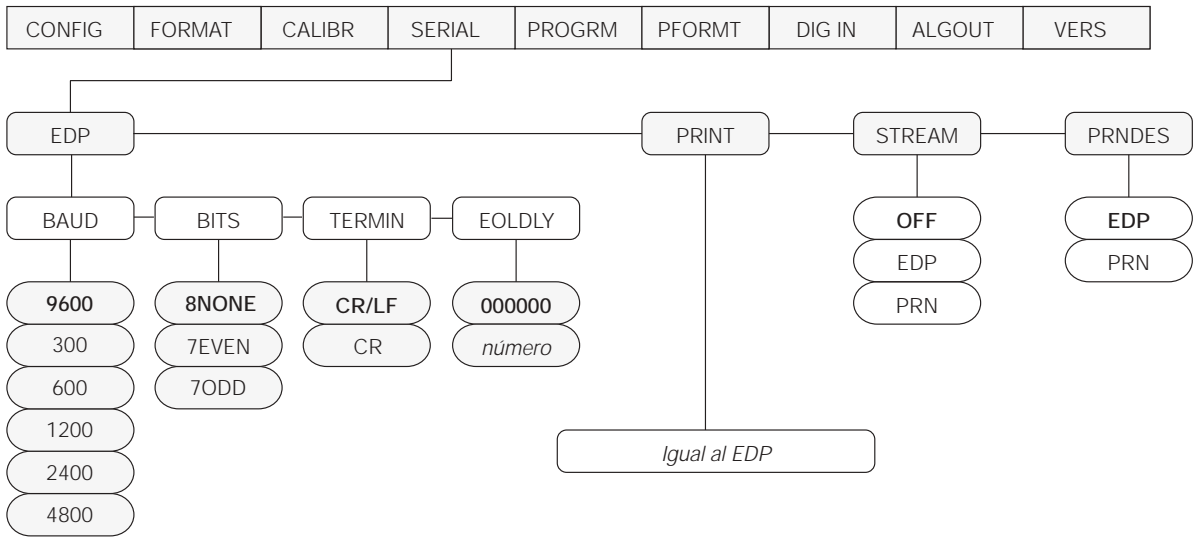 CONFIG FORMAT CALIBR SERIAL PROGRM PFORMT DIG IN ALGOUT VERS
EDP PRINT STREAM PRNDES
BAUD BITS TERMIN EOLDLY OFF EDP
EDP PRN
9600 8NONE CR/LF 000000 PRN
300 7EVEN CR número
600 7ODD
1200
2400 Igual al EDP
4800